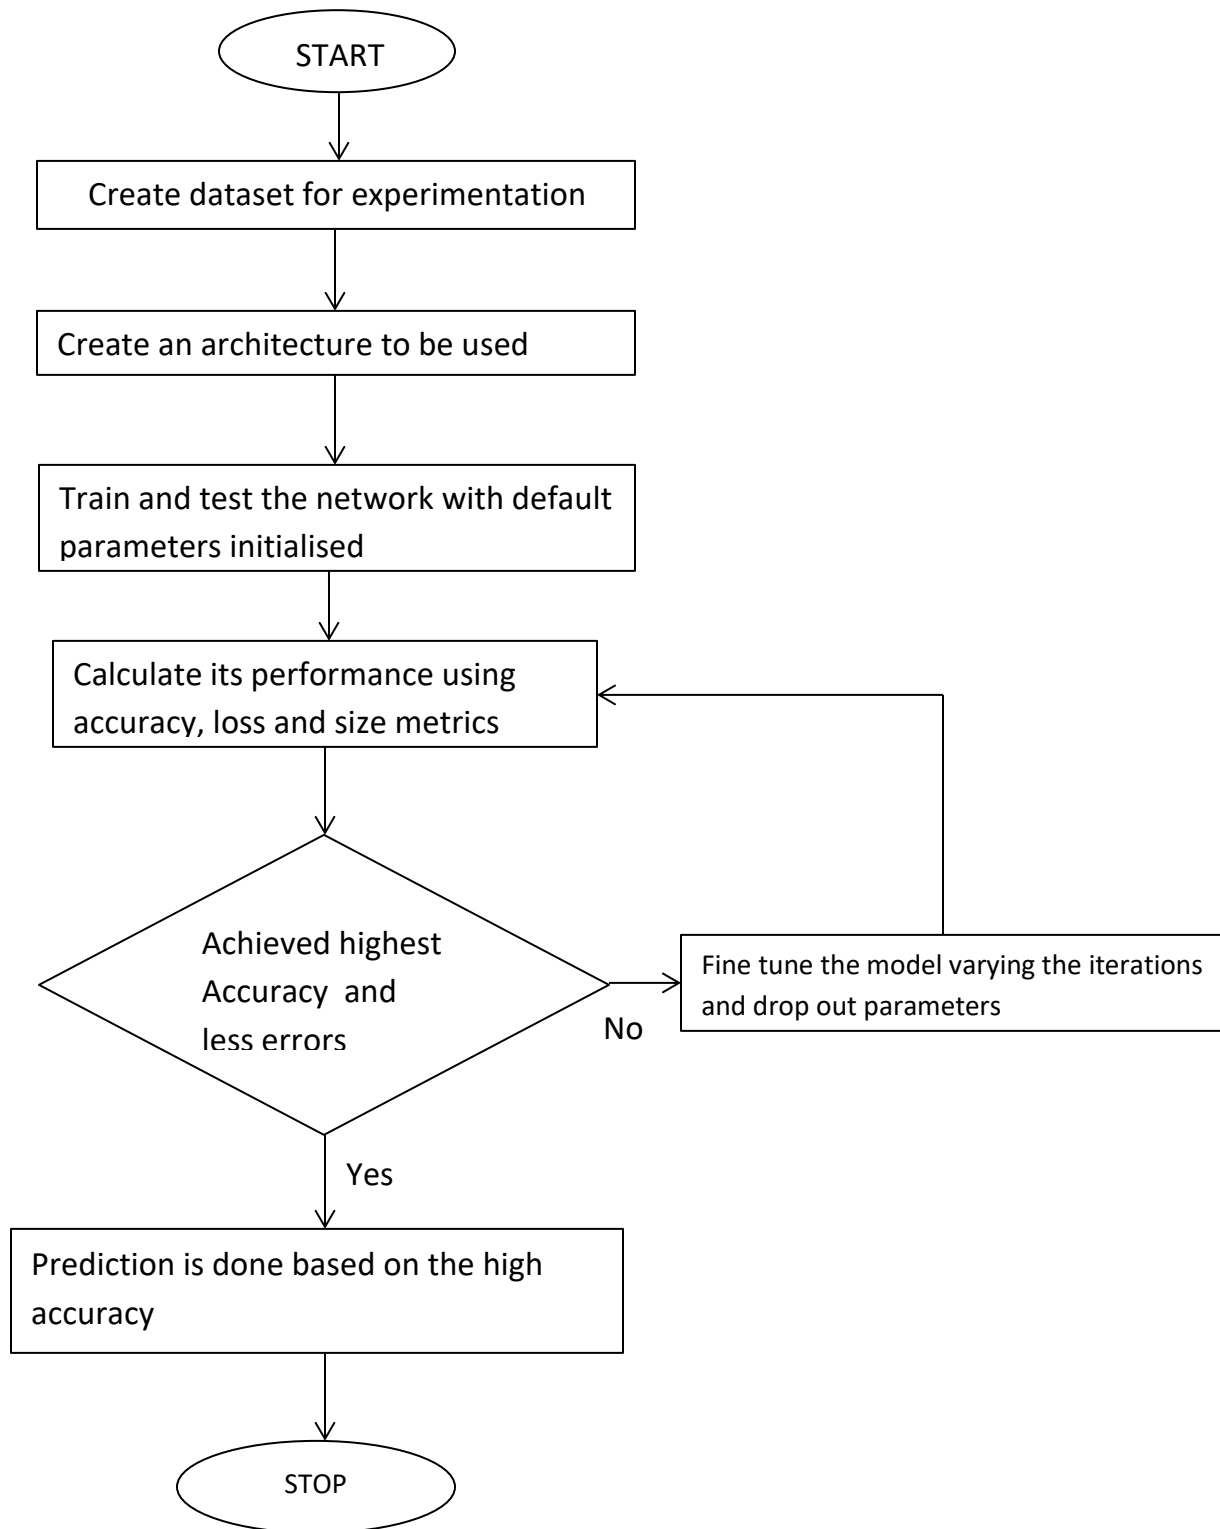 START
Create dataset for experimentation
Create an architecture to be used
Train and test the network with default
parameters initialised
Calculate its performance using
accuracy, loss and size metrics
Achieved highest
Accuracy and
less errors
No
Fine tune the model varying the iterations
and drop out parameters
Yes
Prediction is done based on the high
accuracy
STOP